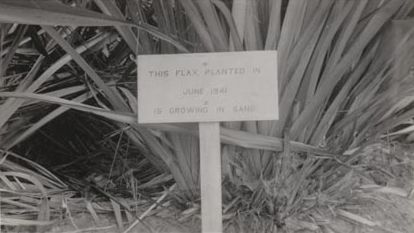 THIS FLAX PLANTED IN
JUNE 1941
IS GROWING IN SAND